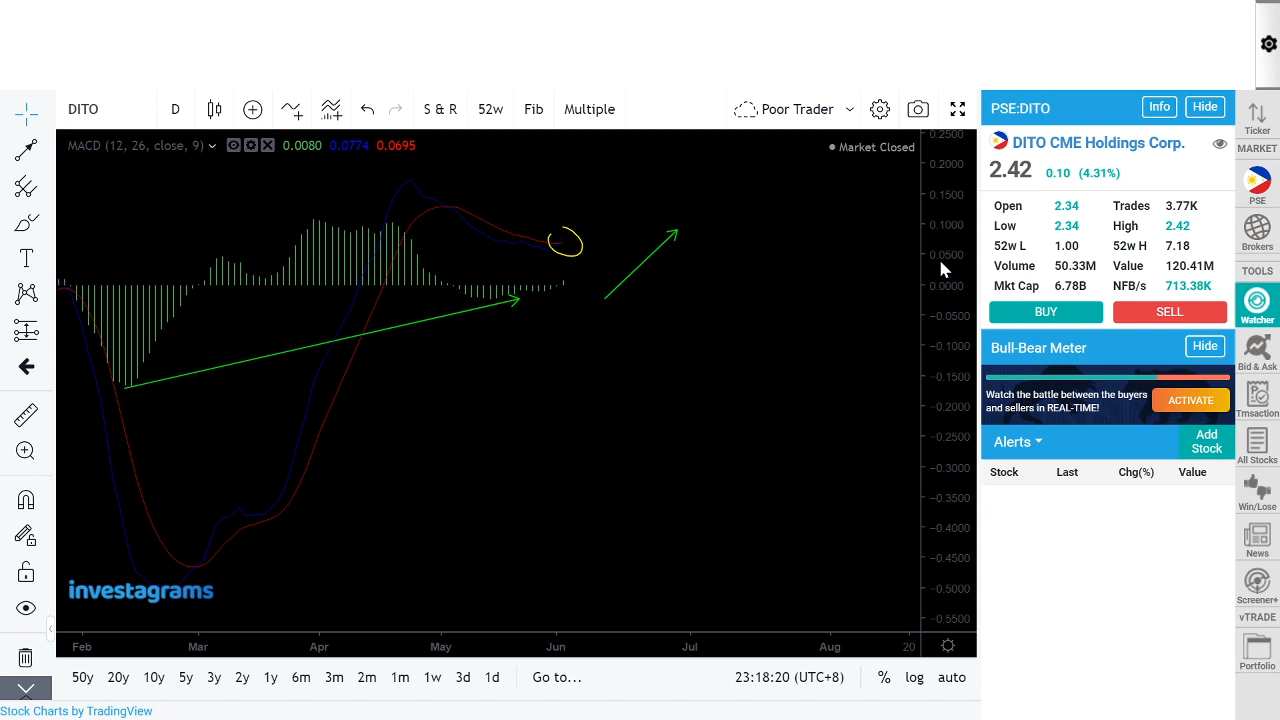 DITO
D
S & R
52w
Fib
Multiple
Poor Trader
MACD (12, 26, close, 9) 0.0080 0.0774 0.0695
Market Closed
0.2500
0.2000
0.1500
0.1000
0.0500
0.0000
−0.0500
−0.1000
−0.1500
−0.2000
−0.2500
−0.3000
−0.3500
−0.4000
−0.4500
−0.5000
−0.5500
investagrams
Feb Mar Apr May Jun Jul Aug 20
50y 20y 10y 5y 3y 2y 1y 6m 3m 2m 1m 1w 3d 1d Go to... 23:18:20 (UTC+8) % log auto
Stock Charts by TradingView
PSE:DITO Info Hide
DITO CME Holdings Corp.
2.42 0.10 (4.31%)
Open 2.34 Trades 3.77K
Low 2.34 High 2.42
52w L 1.00 52w H 7.18
Volume 50.33M Value 120.41M
Mkt Cap 6.78B NFB/s 713.38K
BUY SELL
Bull-Bear Meter Hide
Watch the battle between the buyers
and sellers in REAL-TIME!
ACTIVATE
Alerts
Add
Stock
Stock Last Chg(%) Value
Ticker
MARKET
PSE
Brokers
TOOLS
Watcher
Bid & Ask
Trnsaction
All Stocks
Win/Lose
News
Screener+
vTRADE
Portfolio